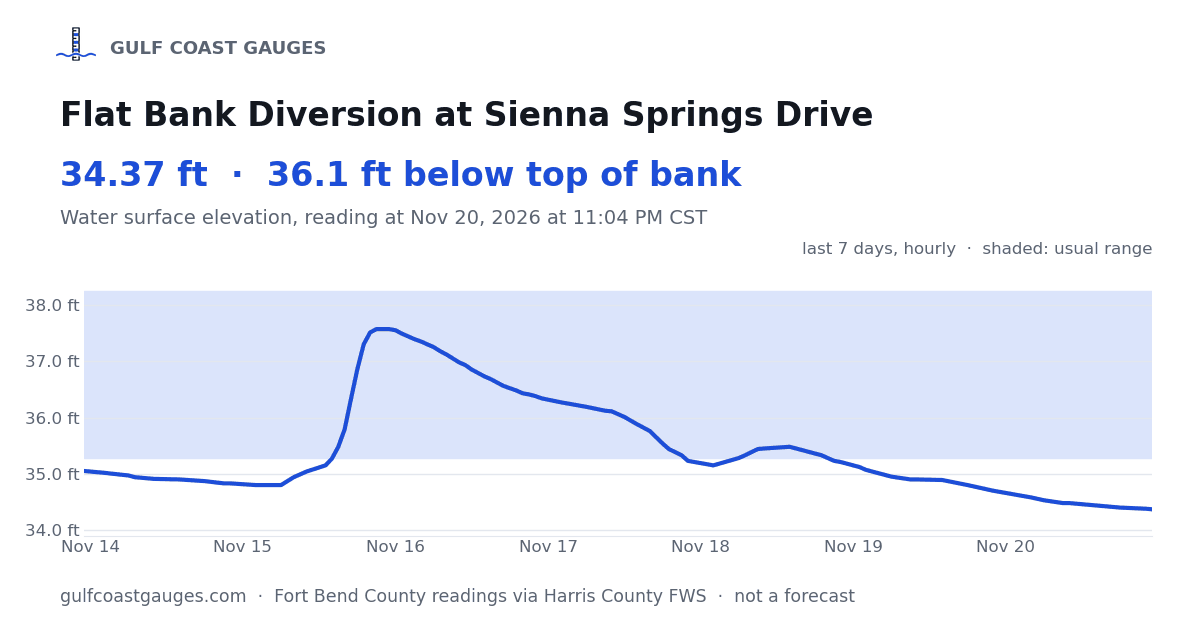 GULF COAST GAUGES
Flat Bank Diversion at Sienna Springs Drive
34.37 ft · 36.1 ft below top of bank
Water surface elevation, reading at Nov 20, 2026 at 11:04 PM CST
last 7 days, hourly · shaded: usual range
38.0 ft
37.0 ft
36.0 ft
35.0 ft
34.0 ft
Nov 14 Nov 15 Nov 16 Nov 17 Nov 18 Nov 19 Nov 20
gulfcoastgauges.com · Fort Bend County readings via Harris County FWS · not a forecast